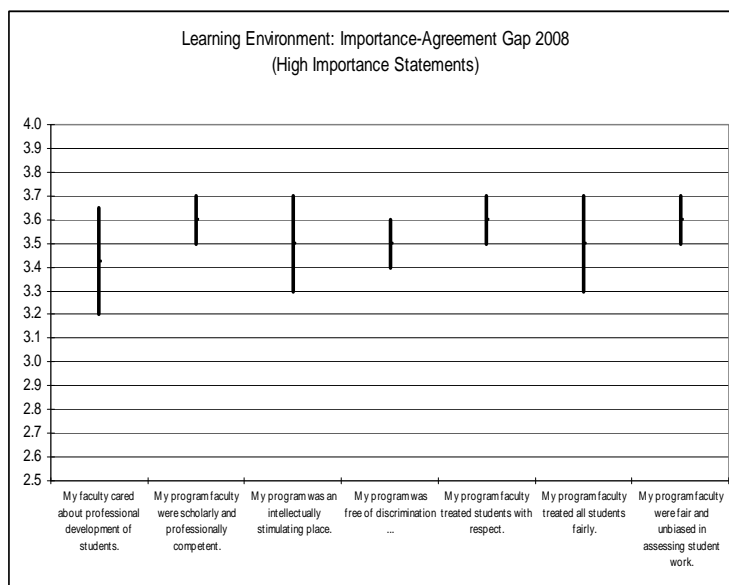 Learning Environment: Importance-Agreement Gap 2008
(High Importance Statements)
4.0
3.9
3.8
3.7
3.6
3.5
3.4
3.3
3.2
3.1
3.0
2.9
2.8
2.7
2.6
2.5
My faculty cared
about professional
development of
students.
My program faculty
were scholarly and
professionally
competent.
My program was an
intellectually
stimulating place.
My program was
free of discrimination
...
My program faculty
treated students with
respect.
My program faculty
treated all students
fairly.
My program faculty
were fair and
unbiased in
assessing student
work.